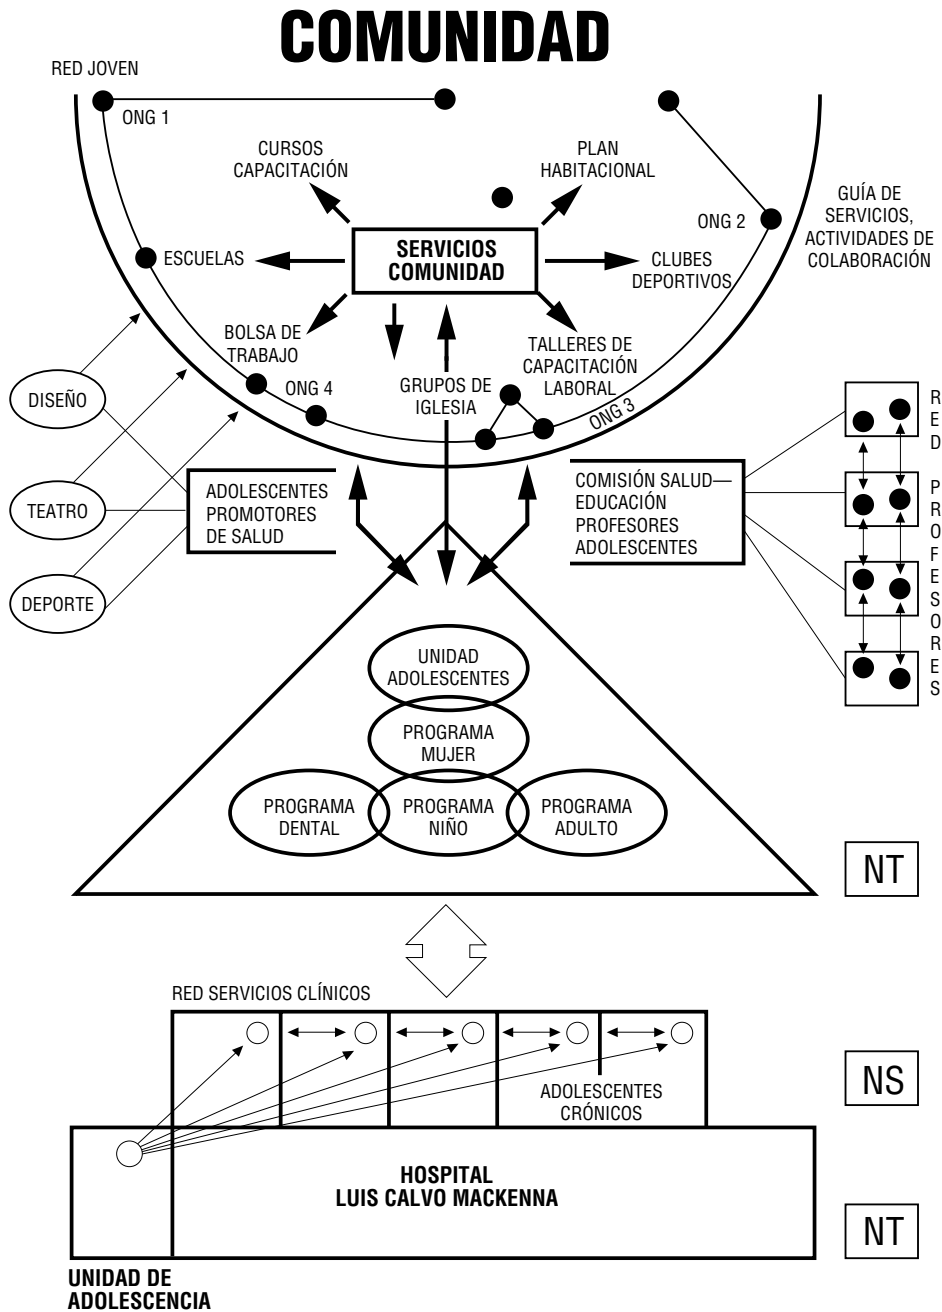 COMUNIDAD
RED JOVEN
ONG 1
CURSOS
CAPACITACIÓN
PLAN
HABITACIONAL
ONG 2
GUÍA DE
SERVICIOS,
ACTIVIDADES DE
COLABORACIÓN
SERVICIOS
COMUNIDAD
ESCUELAS
CLUBES
DEPORTIVOS
BOLSA DE
TRABAJO
TALLERES DE
CAPACITACIÓN
LABORAL
ONG 4
GRUPOS DE
IGLESIA
ONG 3
DISEÑO
TEATRO
DEPORTE
ADOLESCENTES
PROMOTORES
DE SALUD
COMISIÓN SALUD—
EDUCACIÓN
PROFESORES
ADOLESCENTES
RED PROFESORES
UNIDAD
ADOLESCENTES
PROGRAMA
MUJER
PROGRAMA
DENTAL
PROGRAMA
NIÑO
PROGRAMA
ADULTO
NT
RED SERVICIOS CLÍNICOS
ADOLESCENTES
CRÓNICOS
NS
HOSPITAL
LUIS CALVO MACKENNA
NT
UNIDAD DE
ADOLESCENCIA